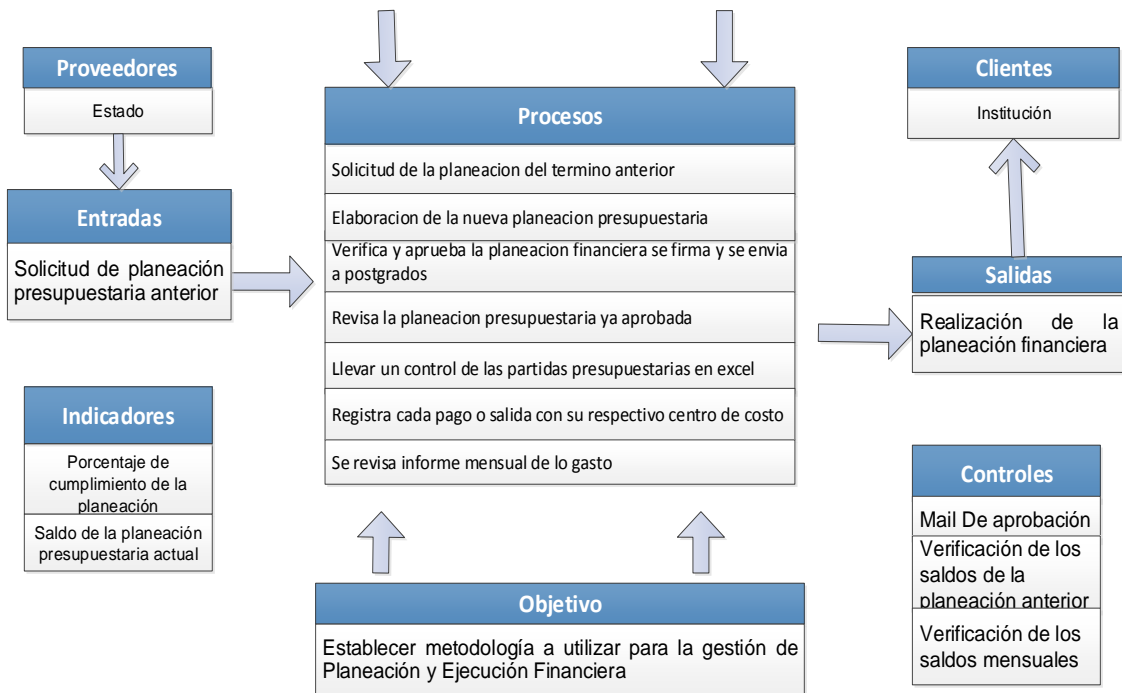 Proveedores
Estado
Entradas
Solicitud de planeación
presupuestaria anterior
Indicadores
Porcentaje de
cumplimiento de la
planeación
Saldo de la planeación
presupuestaria actual
Procesos
Solicitud de la planeacion del termino anterior
Elaboracion de la nueva planeacion presupuestaria
Verifica y aprueba la planeacion financiera se firma y se envia
a postgrados
Revisa la planeacion presupuestaria ya aprobada
Llevar un control de las partidas presupuestarias en excel
Registra cada pago o salida con su respectivo centro de costo
Se revisa informe mensual de lo gasto
Objetivo
Establecer metodología a utilizar para la gestión de
Planeación y Ejecución Financiera
Clientes
Institución
Salidas
Realización de la
planeación financiera
Controles
Mail De aprobación
Verificación de los
saldos de la
planeación anterior
Verificación de los
saldos mensuales